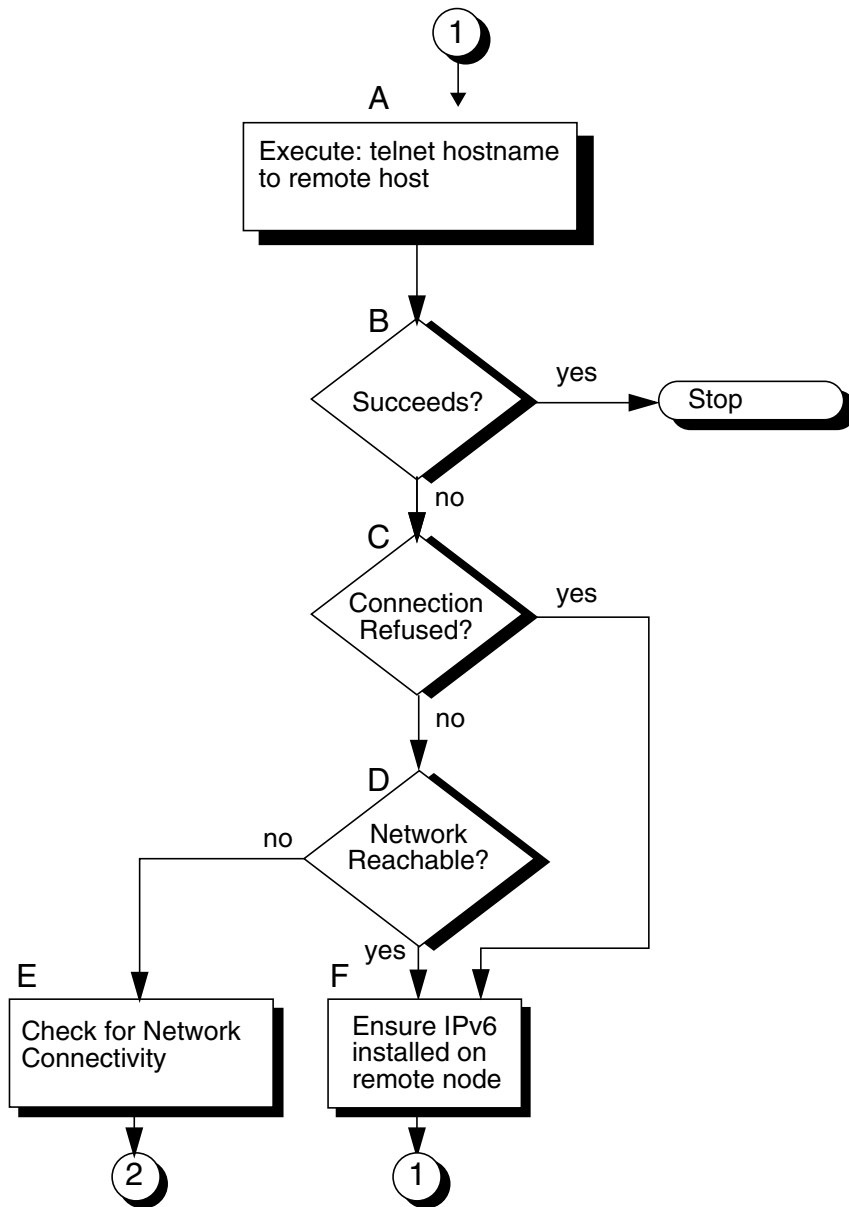 1
A
Execute: telnet hostname
to remote host
B
Succeeds?
yes
Stop
no
C
Connection
Refused?
yes
no
D
Network
Reachable?
no
yes
E
Check for Network
Connectivity
F
Ensure IPv6
installed on
remote node
2
1